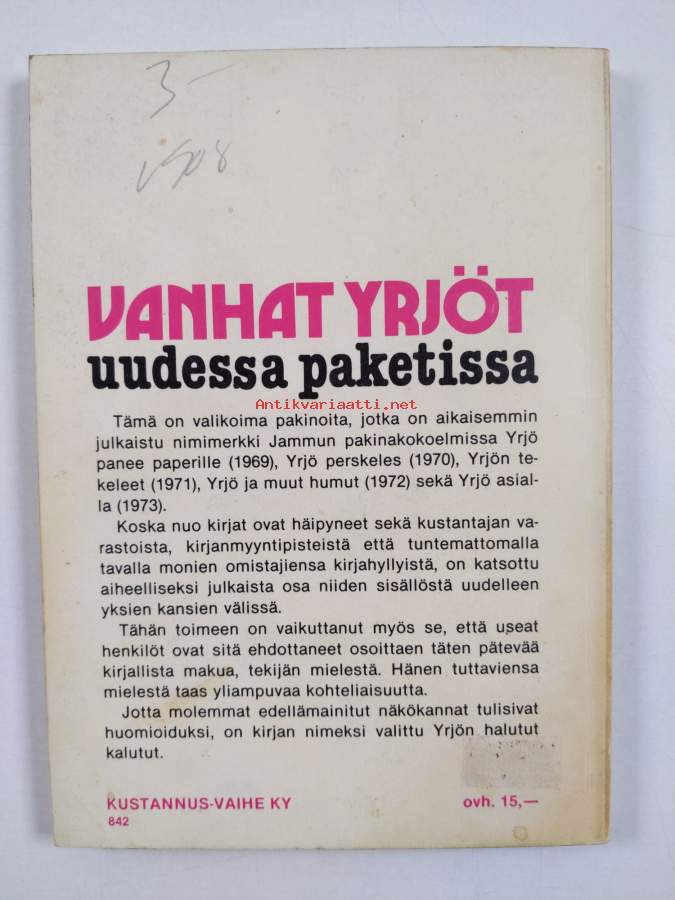 3-
VANHAT YRJÖT
uudessa paketissa
Antikvariaatti.net
Tämä on valikoima pakinoita, jotka on aikaisemmin
julkaistu nimimerkki Jammun pakinakokoelmissa Yrjö
panee paperille (1969), Yrjö perskeles (1970), Yrjön te-
keleet (1971), Yrjö ja muut humut (1972) sekä Yrjö asial-
la (1973).
Koska nuo kirjat ovat häipyneet sekä kustantajan va-
rastoista, kirjanmyyntipisteistä että tuntemattomalla
tavalla monien omistajiensa kirjahyllyistä, on katsottu
aiheelliseksi julkaista osa niiden sisällöstä uudelleen
yksien kansien välissä.
Tähän toimeen on vaikuttanut myös se, että useat
henkilöt ovat sitä ehdottaneet osoittaen täten pätevää
kirjallista makua, tekijän mielestä. Hänen tuttaviensa
mielestä taas yliampuvaa kohteliaisuutta.
Jotta molemmat edellämainitut näkökannat tulisivat
huomioiduksi, on kirjan nimeksi valittu Yrjön halutut
kalutut.
KUSTANNUS-VAIHE KY ovh. 15,—
842